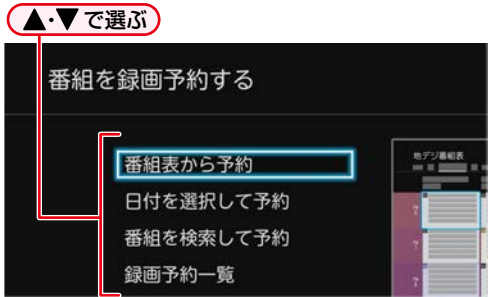 ▲・▼で選ぶ
番組を録画予約する
番組表から予約
地デジ番組表
日付を選択して予約
番組を検索して予約
録画予約一覧